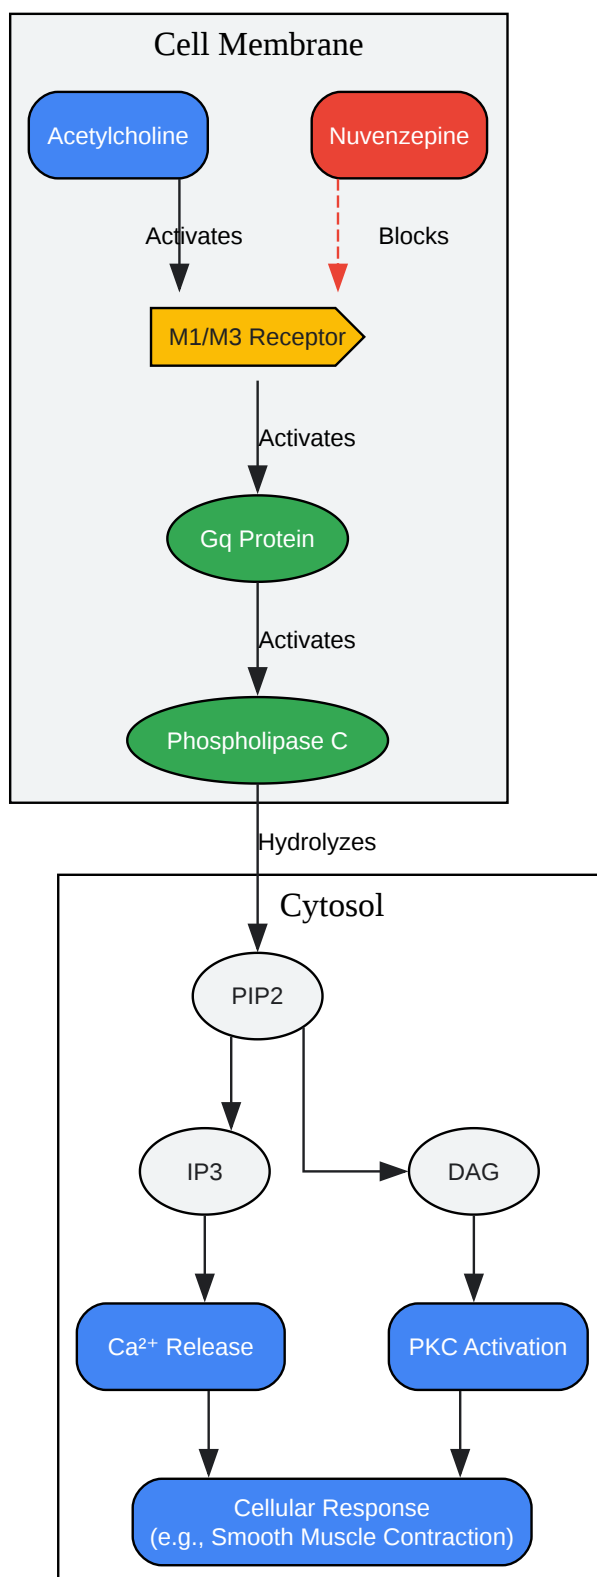 Cell Membrane
Acetylcholine
Nuvenzepine
Activates
Blocks
M1/M3 Receptor
Activates
Gq Protein
Activates
Phospholipase C
Hydrolyzes
Cytosol
PIP2
IP3
DAG
Ca²⁺ Release
PKC Activation
Cellular Response
(e.g., Smooth Muscle Contraction)